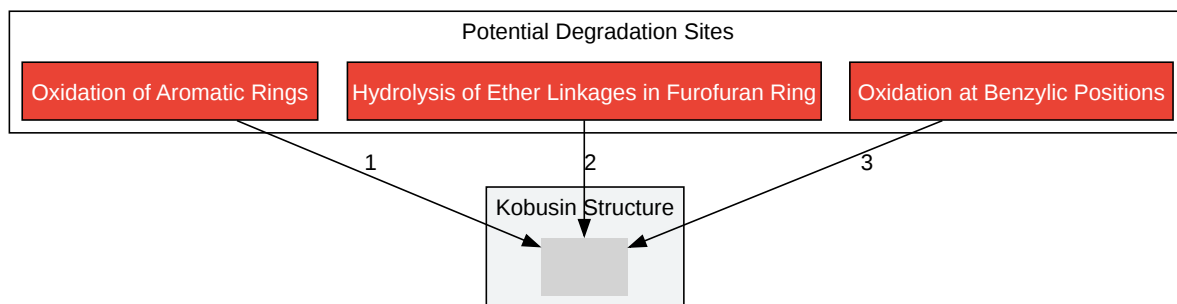 Potential Degradation Sites
Oxidation of Aromatic Rings
Hydrolysis of Ether Linkages in Furofuran Ring
Oxidation at Benzylic Positions
1
2
3
Kobusin Structure